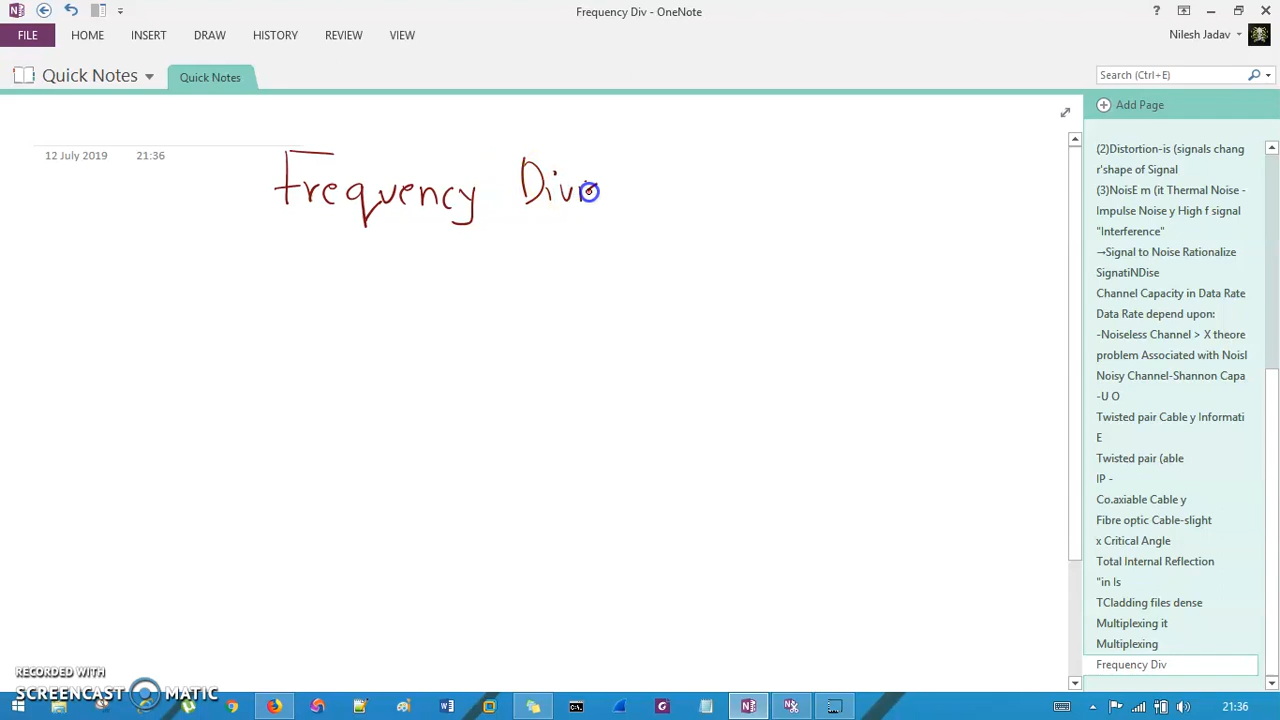 Frequency Div - OneNote
?
FILE
HOME
INSERT
DRAW
HISTORY
REVIEW
VIEW
Nilesh Jadav
Quick Notes
Quick Notes
Search (Ctrl+E)
Add Page
12 July 2019
21:36
Frequency Divi
(2)Distortion-is (signals chang
r'shape of Signal
(3)NoisE m (it Thermal Noise -
Impulse Noise y High f signal
"Interference"
→Signal to Noise Rationalize
SignatiNDise
Channel Capacity in Data Rate
Data Rate depend upon:
-Noiseless Channel > X theore
problem Associated with Noisl
Noisy Channel-Shannon Capa
-U O
Twisted pair Cable y Informati
E
Twisted pair (able
IP -
Co.axiable Cable y
Fibre optic Cable-slight
x Critical Angle
Total Internal Reflection
"in Is
TCladding files dense
Multiplexing it
Multiplexing
Frequency Div
RECORDED WITH
SCREENCAST MATIC
21:36